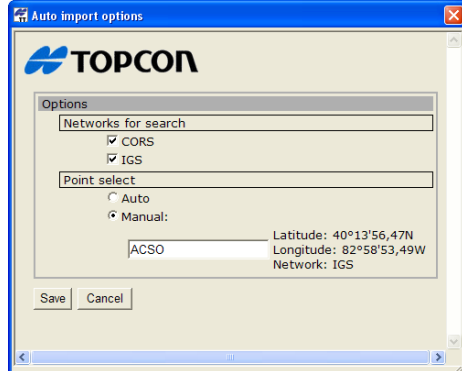 Auto import options
TOPCON
Options
Networks for search
CORS
IGS
Point select
Auto
Manual:
ACSO
Latitude: 40°13'56,47N
Longitude: 82°58'53,49W
Network: IGS
Save Cancel